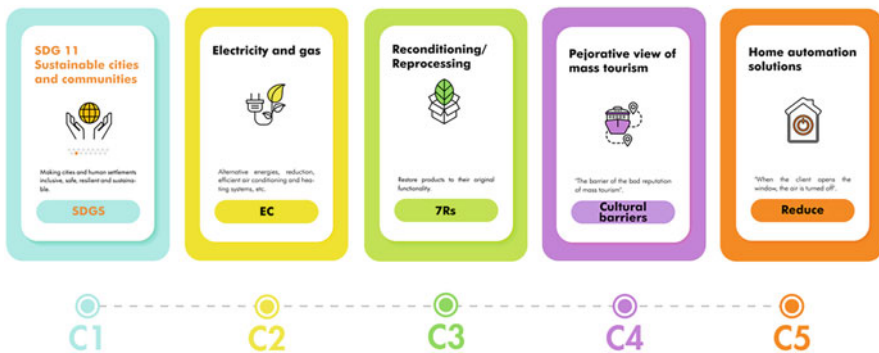 SDG 11
Sustainable cities
and communities
Making cities and human settlements
inclusive, safe, resilient and sustaina-
ble.
SDGS
Electricity and gas
Alternative energies, reduction,
efficient air conditioning and hea-
ting systems, etc.
EC
Reconditioning/
Reprocessing
Restore products to their original
functionality.
7Rs
Pejorative view of
mass tourism
"The barrier of the bad reputation
of mass tourism".
Cultural
barriers
Home automation
solutions
"When the client opens the
window, the air is turned off".
Reduce
C1
C2
C3
C4
C5